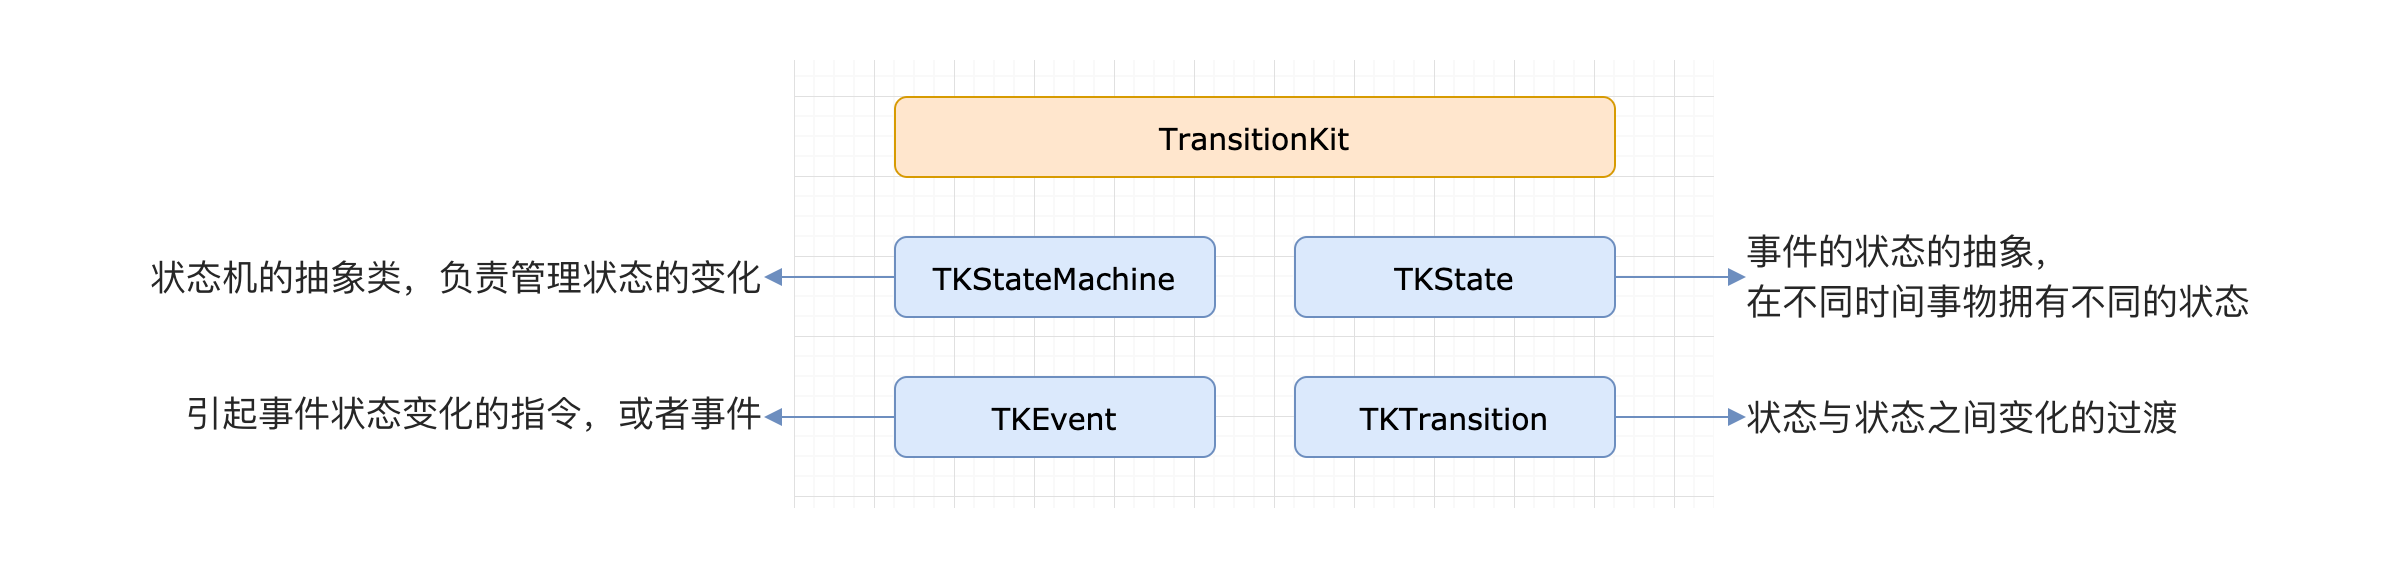 TransitionKit
状态机的抽象类，负责管理状态的变化
TKStateMachine
TKState
事件的状态的抽象，
在不同时间事物拥有不同的状态
引起事件状态变化的指令，或者事件
TKEvent
TKTransition
状态与状态之间变化的过渡